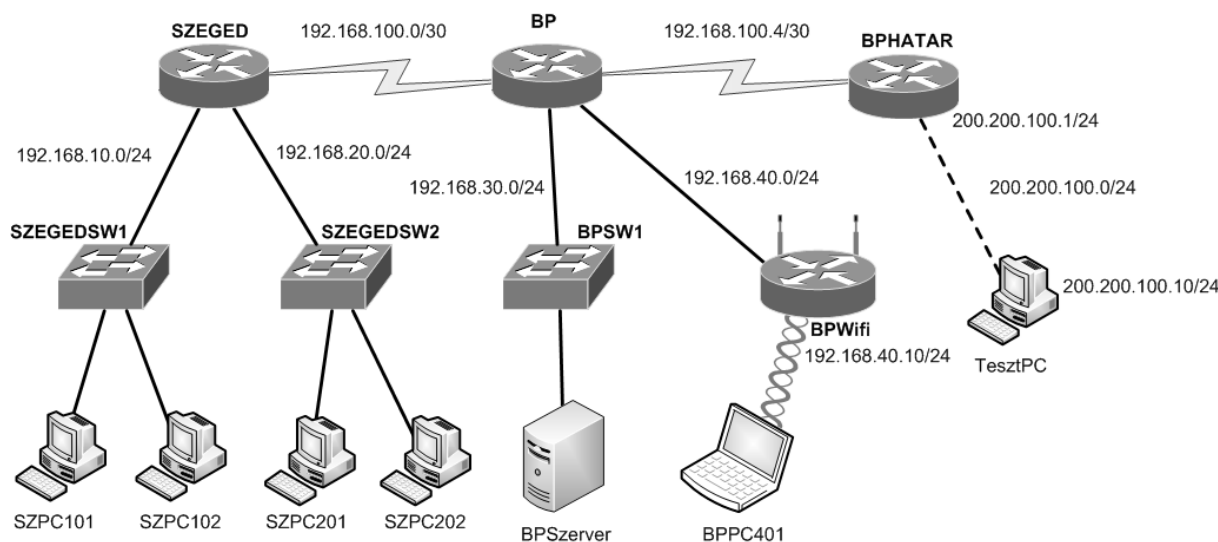 SZEGED
192.168.100.0/30
BP
192.168.100.4/30
BPHATAR
200.200.100.1/24
192.168.10.0/24
192.168.20.0/24
192.168.30.0/24
192.168.40.0/24
200.200.100.0/24
SZEGEDSW1
SZEGEDSW2
BPSW1
200.200.100.10/24
BPWifi
192.168.40.10/24
TesztPC
SZPC101
SZPC102
SZPC201
SZPC202
BPSzerver
BPPC401